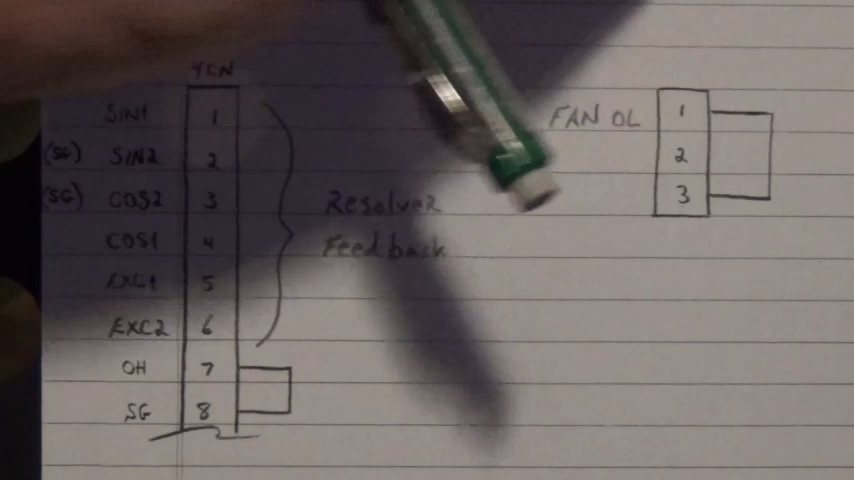 YCN
SIN1 1
(SG) SIN2 2
(SG) COS2 3
COS1 4
EXC1 5
EXC2 6
OH 7
SG 8
Resolver
Feedback
FAN OL 1
2
3